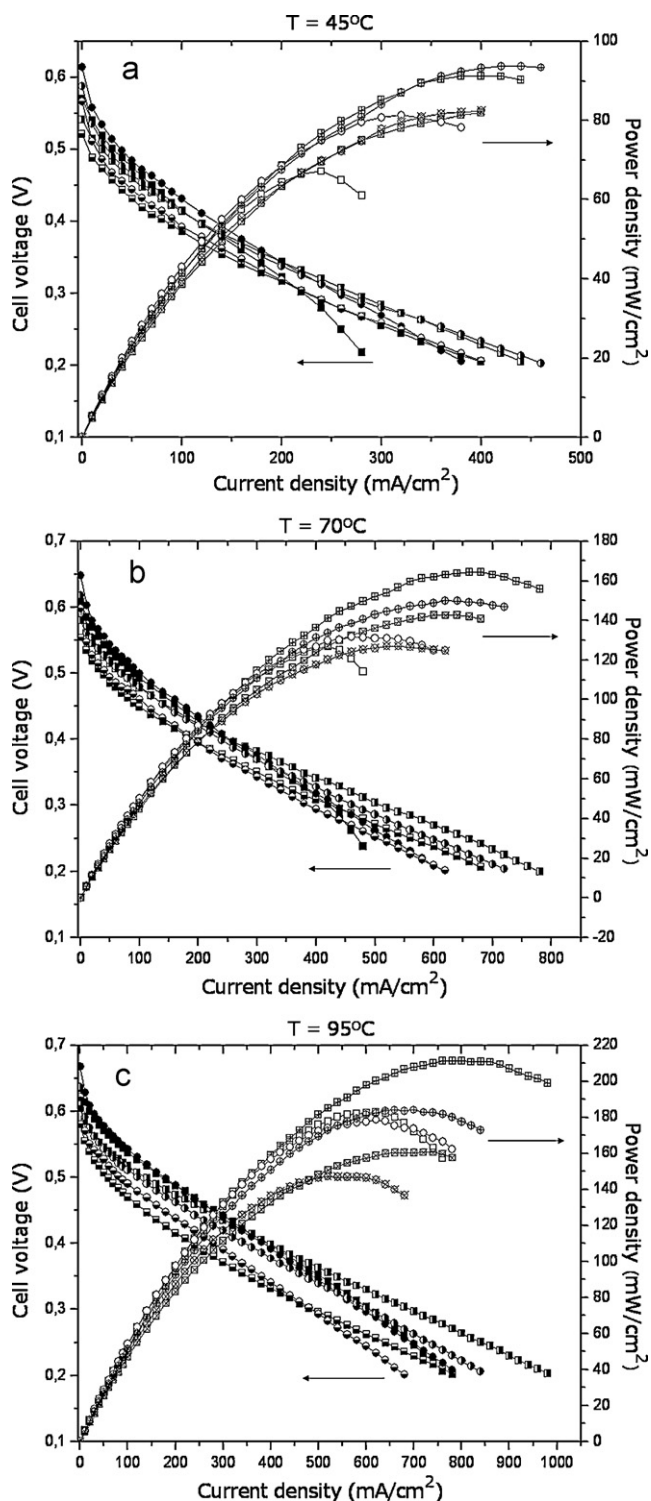 T = 45ºC
a
Cell voltage (V)
0,6
0,5
0,4
0,3
0,2
0,1
Power density (mW/cm²)
100
80
60
40
20
0
0 100 200 300 400 500
Current density (mA/cm²)
T = 70ºC
b
Cell voltage (V)
0,7
0,6
0,5
0,4
0,3
0,2
0,1
Power density (mW/cm²)
180
160
140
120
100
80
60
40
20
0
-20
0 100 200 300 400 500 600 700 800
Current density (mA/cm²)
T = 95ºC
c
Cell voltage (V)
0,7
0,6
0,5
0,4
0,3
0,2
0,1
Power density (mW/cm²)
220
200
180
160
140
120
100
80
60
40
20
0
0 100 200 300 400 500 600 700 800 900 1000
Current density (mA/cm²)